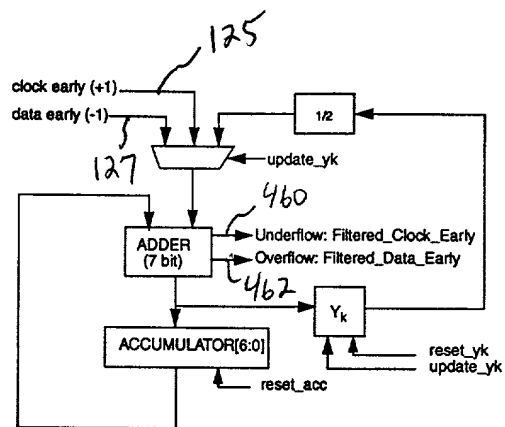 125
clock early (+1)
data early (-1)
1/2
127
update_yk
460
ADDER
(7 bit)
Underflow: Filtered_Clock_Early
Overflow: Filtered_Data_Early
462
Yk
ACCUMULATOR[6:0]
reset_yk
update_yk
reset_acc